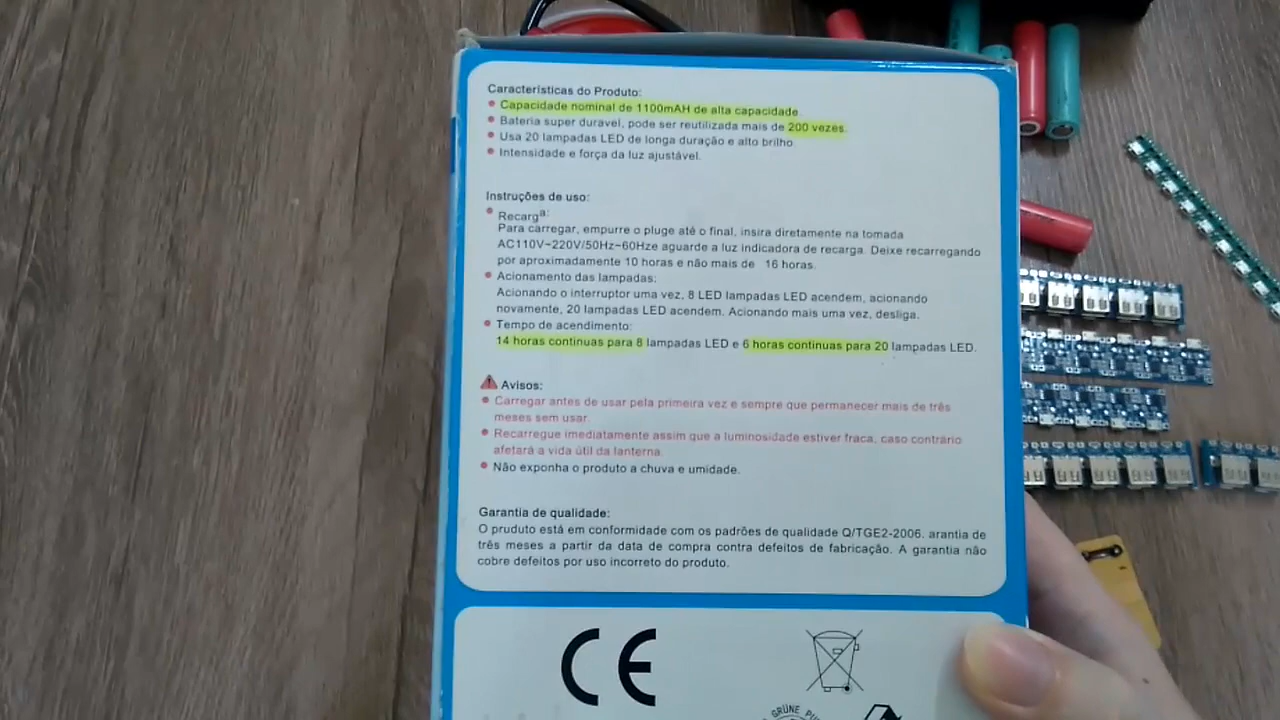 Características do Produto:
Capacidade nominal de 1100mAH de alta capacidade.
Bateria super duravel, pode ser reutilizada mais de 200 vezes.
Usa 20 lampadas LED de longa duração e alto brilho.
Intensidade e força da luz ajustável.
Instruções de uso:
Recarga:
Para carregar, empurre o pluge até o final, insira diretamente na tomada
AC110V~220V/50Hz~60Hze aguarde a luz indicadora de recarga. Deixe recarregando
por aproximadamente 10 horas e não mais de 16 horas.
Acionamento das lampadas:
Acionando o interruptor uma vez, 8 LED lampadas LED acendem, acionando
novamente, 20 lampadas LED acendem. Acionando mais uma vez, desliga.
Tempo de acendimento:
14 horas continuas para 8 lampadas LED e 6 horas continuas para 20 lampadas LED.
Avisos:
Carregar antes de usar pela primeira vez e sempre que permanecer mais de três
meses sem usar.
Recarregue imediatamente assim que a luminosidade estiver fraca, caso contrário
afetará a vida útil da lanterna.
Não exponha o produto a chuva e umidade.
Garantia de qualidade:
O pruduto está em conformidade com os padrões de qualidade Q/TGE2-2006. arantia de
três meses a partir da data de compra contra defeitos de fabricação. A garantia não
cobre defeitos por uso incorreto do produto.
CE
GRÜNE